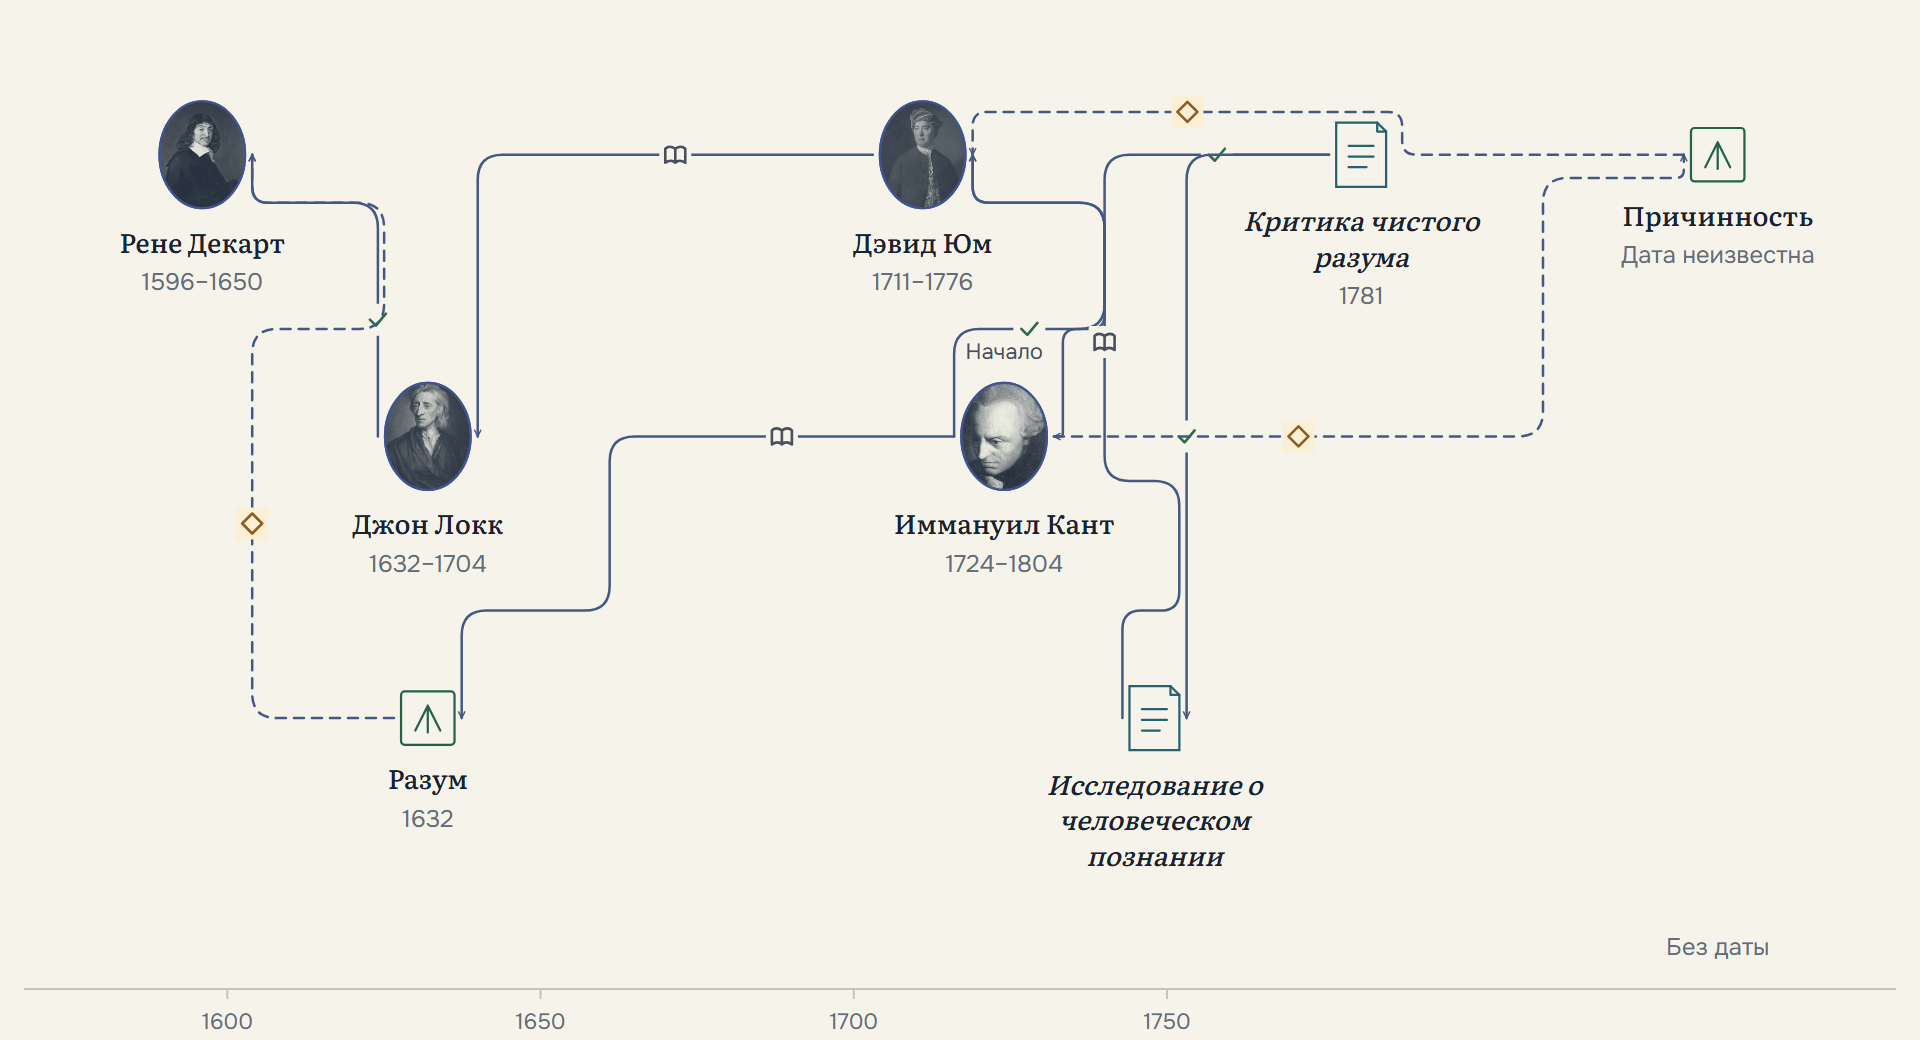 Рене Декарт
1596–1650
Дэвид Юм
1711–1776
Критика чистого
разума
1781
Причинность
Дата неизвестна
Начало
Джон Локк
1632–1704
Иммануил Кант
1724–1804
Разум
1632
Исследование о
человеческом
познании
Без даты
1600
1650
1700
1750